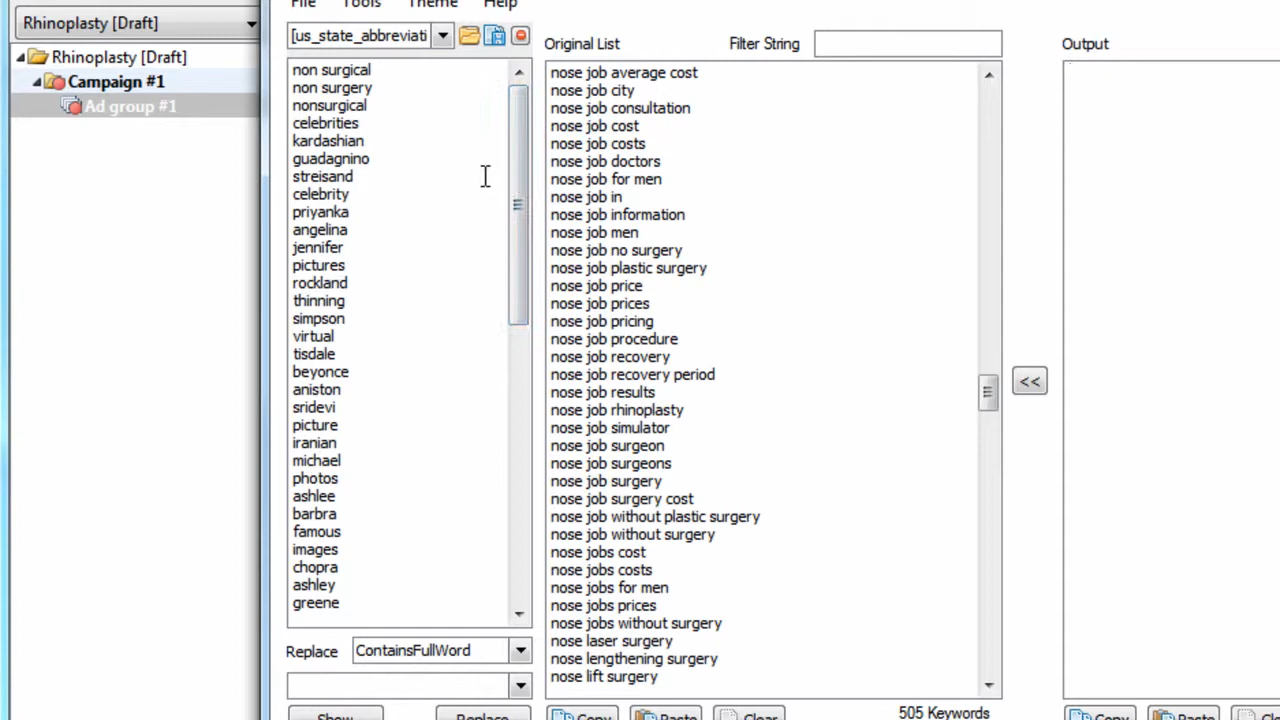 File Tools Theme Help
Rhinoplasty [Draft]
Rhinoplasty [Draft]
Campaign #1
Ad group #1
[us_state_abbreviati
non surgical
non surgery
nonsurgical
celebrities
kardashian
guadagnino
streisand
celebrity
priyanka
angelina
jennifer
pictures
rockland
thinning
simpson
virtual
tisdale
beyonce
aniston
sridevi
picture
iranian
michael
photos
ashlee
barbra
famous
images
chopra
ashley
greene
Replace ContainsFullWord
Show Replace
Original List Filter String
nose job average cost
nose job city
nose job consultation
nose job cost
nose job costs
nose job doctors
nose job for men
nose job in
nose job information
nose job men
nose job no surgery
nose job plastic surgery
nose job price
nose job prices
nose job pricing
nose job procedure
nose job recovery
nose job recovery period
nose job results
nose job rhinoplasty
nose job simulator
nose job surgeon
nose job surgeons
nose job surgery
nose job surgery cost
nose job without plastic surgery
nose job without surgery
nose jobs cost
nose jobs costs
nose jobs for men
nose jobs prices
nose jobs without surgery
nose laser surgery
nose lengthening surgery
nose lift surgery
Copy Paste Clear 505 Keywords
<<
Output
Copy Paste Clea